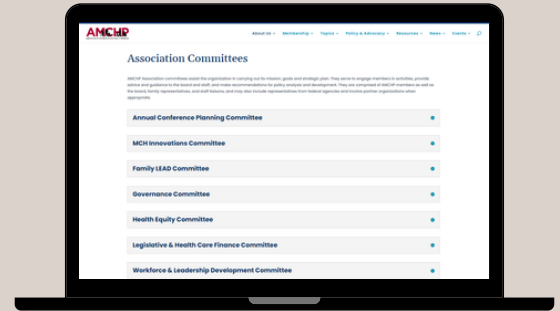 AMCHP
About Us Membership Topics Policy & Advocacy Resources News Events
Association Committees
AMCHP Association committees assist the organization in carrying out its mission, goals and strategic plan. They serve to engage members in activities, provide
advice and guidance to the board and staff, and make recommendations for policy analysis and development. They are comprised of AMCHP members as well as
the board, family representatives, and staff liaisons, and may also include representatives from federal agencies and involve partner organizations when
appropriate.
Annual Conference Planning Committee
MCH Innovations Committee
Family LEAD Committee
Governance Committee
Health Equity Committee
Legislative & Health Care Finance Committee
Workforce & Leadership Development Committee